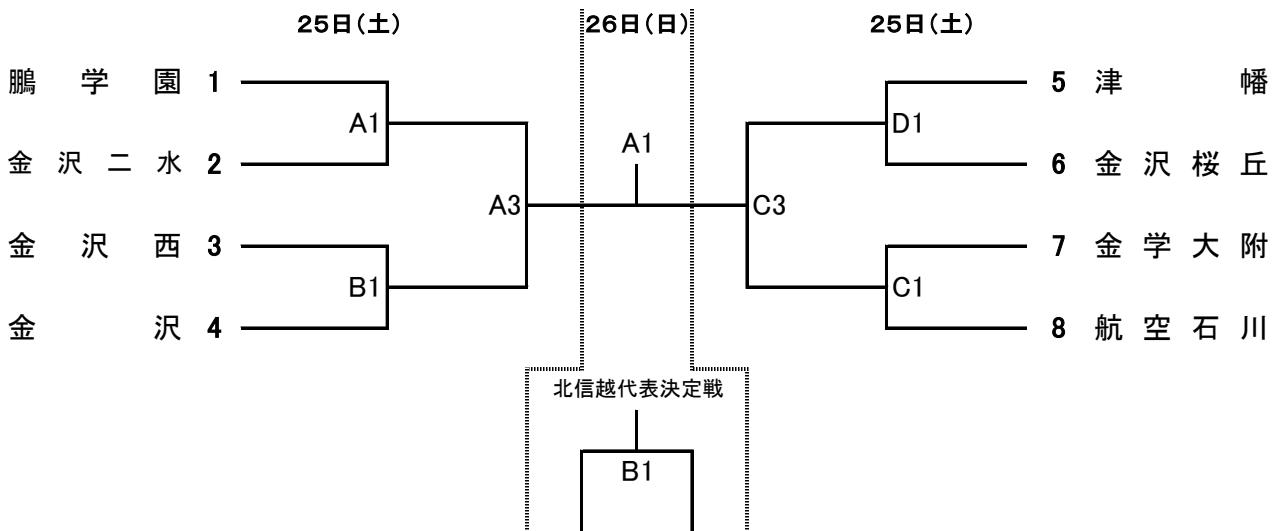 25日(土) 26日(日) 25日(土)
鵬学園 1 5 津幡
A1 D1
A1
金沢二水 2 6 金沢桜丘
A3 C3
金沢西 3 7 金学大附
B1 C1
金沢 4 8 航空石川
北信越代表決定戦
B1